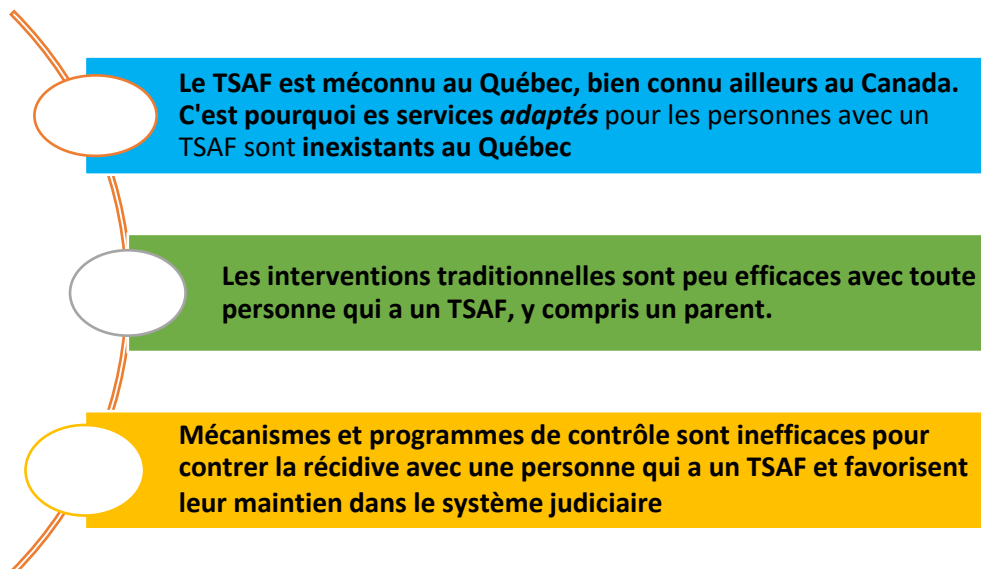 Le TSAF est méconnu au Québec, bien connu ailleurs au Canada.
C'est pourquoi es services adaptés pour les personnes avec un
TSAF sont inexistants au Québec
Les interventions traditionnelles sont peu efficaces avec toute
personne qui a un TSAF, y compris un parent.
Mécanismes et programmes de contrôle sont inefficaces pour
contrer la récidive avec une personne qui a un TSAF et favorisent
leur maintien dans le système judiciaire